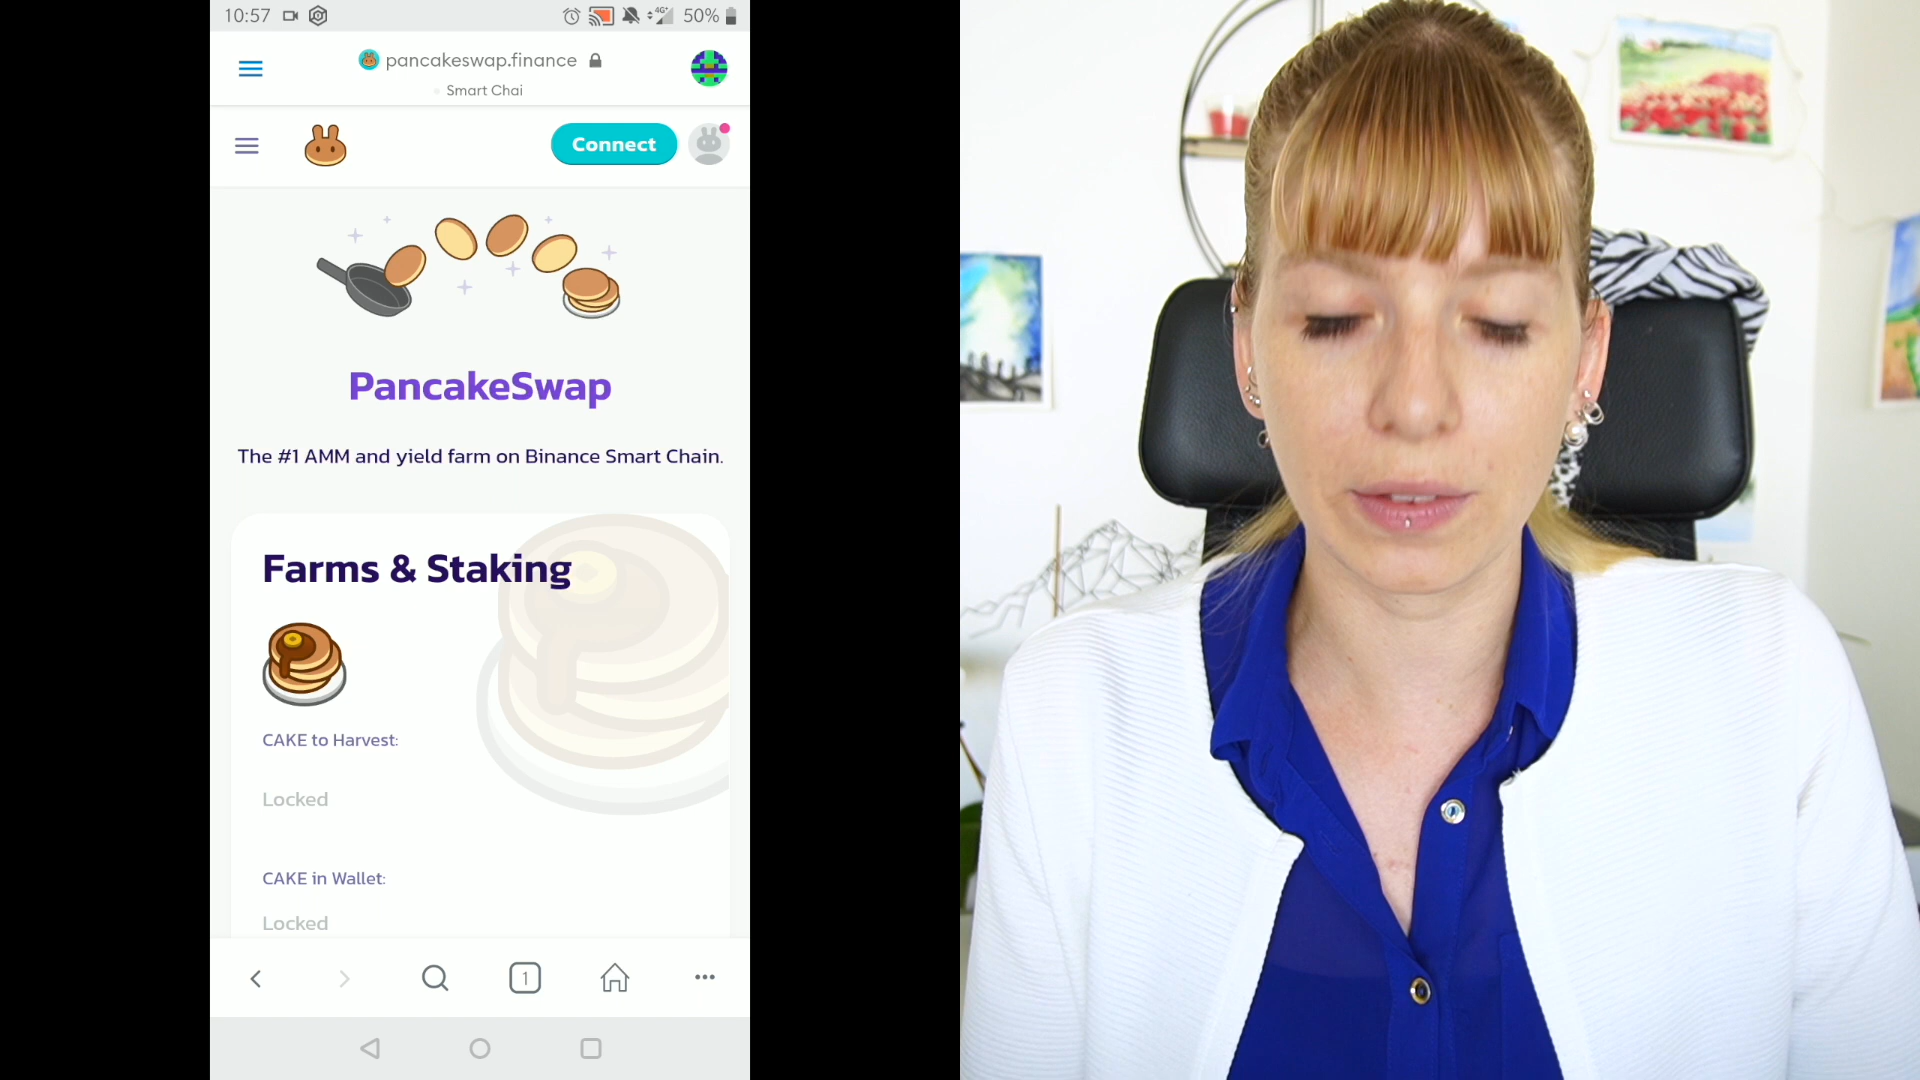 10:57
4G+ 50%
pancakeswap.finance
Smart Chai
Connect
PancakeSwap
The #1 AMM and yield farm on Binance Smart Chain.
Farms & Staking
CAKE to Harvest:
Locked
CAKE in Wallet:
Locked
1